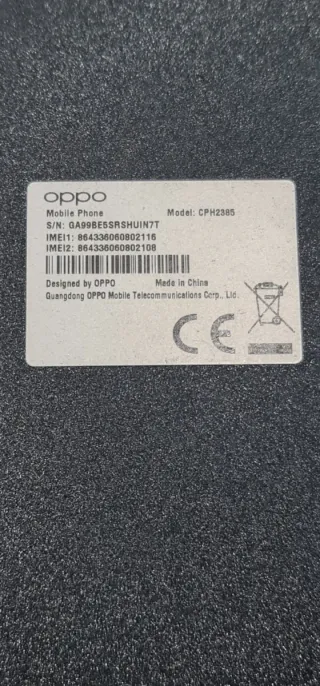 oppo
Mobile Phone Model: CPH2385
S/N: GA99BE5SRSHUIN7T
IMEI1: 864336060802116
IMEI2: 864336060802108
Designed by OPPO Made in China
Guangdong OPPO Mobile Telecommunications Corp., Ltd.
CE